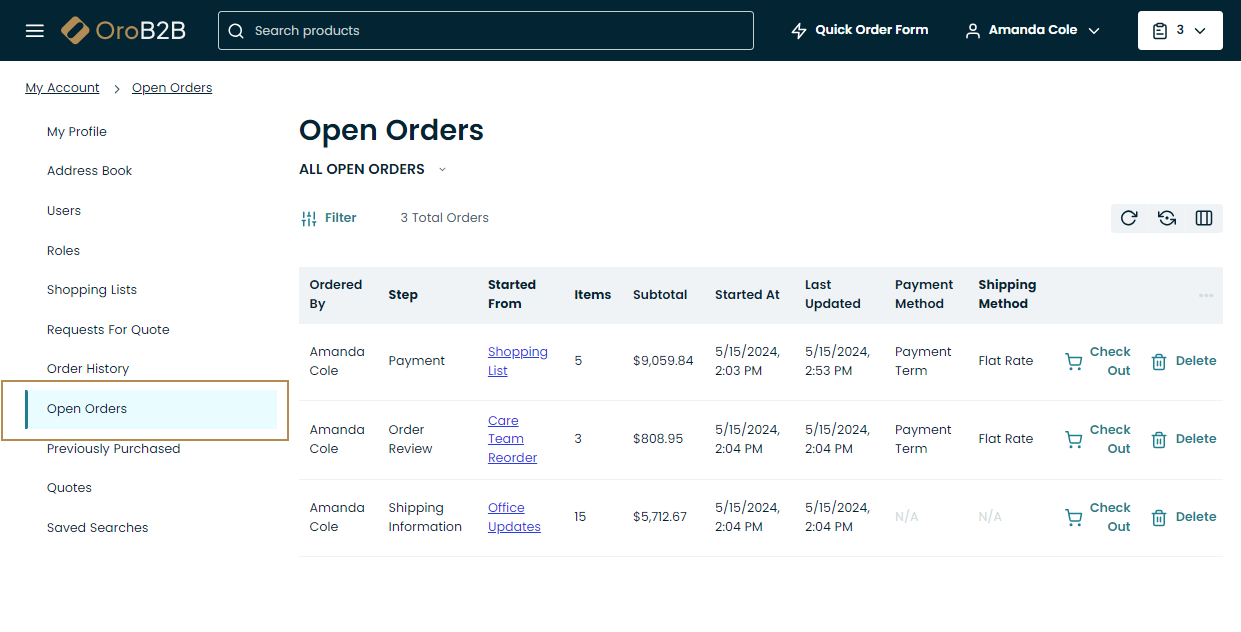 OroB2B
Search products
Quick Order Form
Amanda Cole
3
My Account > Open Orders
My Profile
Address Book
Users
Roles
Shopping Lists
Requests For Quote
Order History
Open Orders
Previously Purchased
Quotes
Saved Searches
Open Orders
ALL OPEN ORDERS
Filter
3 Total Orders
Ordered By
Step
Started From
Items
Subtotal
Started At
Last Updated
Payment Method
Shipping Method
...
Amanda Cole
Payment
Shopping List
5
$9,059.84
5/15/2024, 2:03 PM
5/15/2024, 2:53 PM
Payment Term
Flat Rate
Check Out
Delete
Amanda Cole
Order Review
Care Team Reorder
3
$808.95
5/15/2024, 2:04 PM
5/15/2024, 2:04 PM
Payment Term
Flat Rate
Check Out
Delete
Amanda Cole
Shipping Information
Office Updates
15
$5,712.67
5/15/2024, 2:04 PM
5/15/2024, 2:04 PM
N/A
N/A
Check Out
Delete